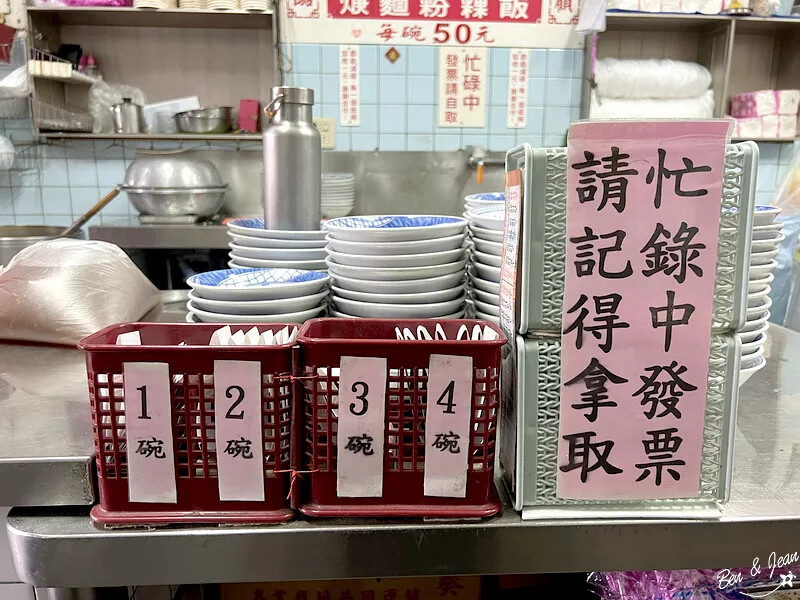 焿麵粉粿飯
每碗50元
忙碌中
發票請自取
忙錄中發票
請記得拿取
1碗
2碗
3碗
4碗
Ben & Jean